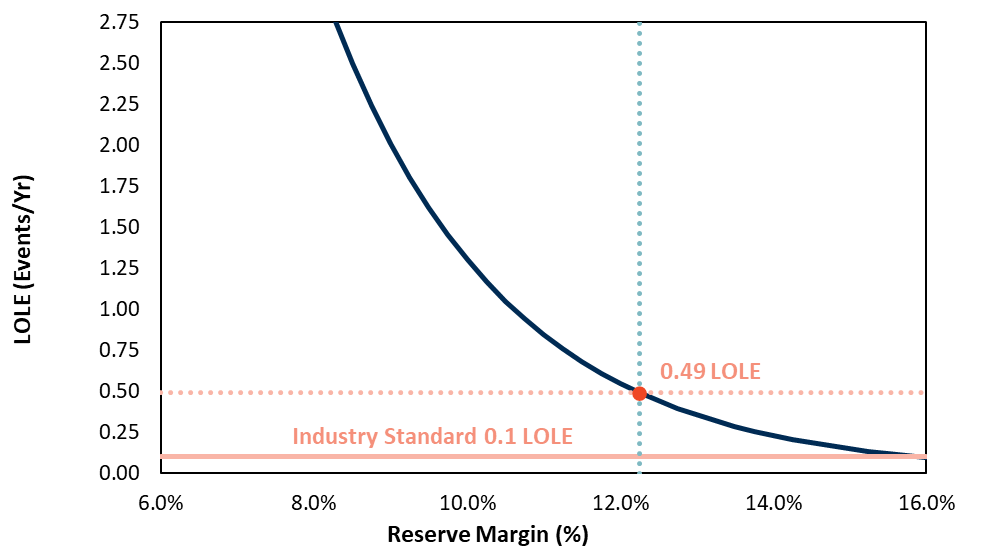 2.75
2.50
2.25
2.00
1.75
1.50
1.25
1.00
0.75
0.50
0.25
0.00
LOLE (Events/Yr)
0.49 LOLE
Industry Standard 0.1 LOLE
6.0% 8.0% 10.0% 12.0% 14.0% 16.0%
Reserve Margin (%)